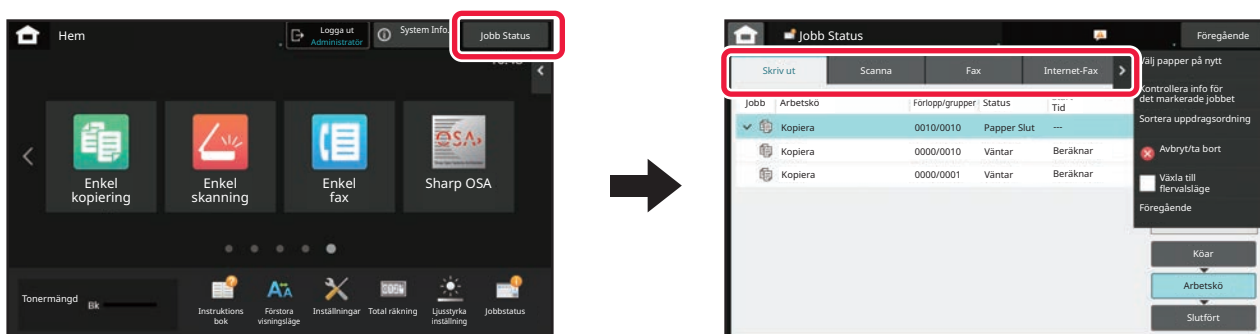 Hem
Logga ut
Administratör
System Info.
Jobb Status
Enkel
kopiering
Enkel
skanning
Enkel
fax
OSA
Sharp OSA
Tonermängd
Bk
Instruktions
bok
Förstora
visningsläge
Inställningar
Total räkning
Ljusstyrka
inställning
Jobbstatus
Jobb Status
Föregående
Skriv ut
Scanna
Fax
Internet-Fax
Välj papper på nytt
Kontrollera info för
det markerade jobbet
Sortera uppdragsordning
Avbryt/ta bort
Växla till
flervalsläge
Föregående
Jobb Arbetskö Förlopp/grupper Status Tid
Kopiera 0010/0010 Papper Slut ---
Kopiera 0000/0010 Väntar Beräknar
Kopiera 0000/0001 Väntar Beräknar
Köar
Arbetskö
Slutfört